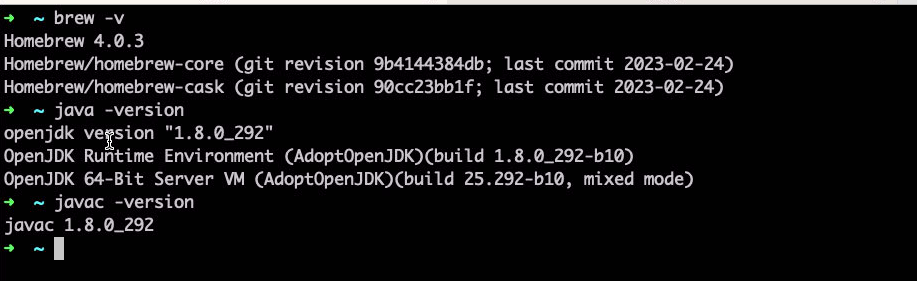 ➜ ~ brew -v
Homebrew 4.0.3
Homebrew/homebrew-core (git revision 9b4144384db; last commit 2023-02-24)
Homebrew/homebrew-cask (git revision 90cc23bb1f; last commit 2023-02-24)
➜ ~ java -version
openjdk version "1.8.0_292"
OpenJDK Runtime Environment (AdoptOpenJDK)(build 1.8.0_292-b10)
OpenJDK 64-Bit Server VM (AdoptOpenJDK)(build 25.292-b10, mixed mode)
➜ ~ javac -version
javac 1.8.0_292
➜ ~